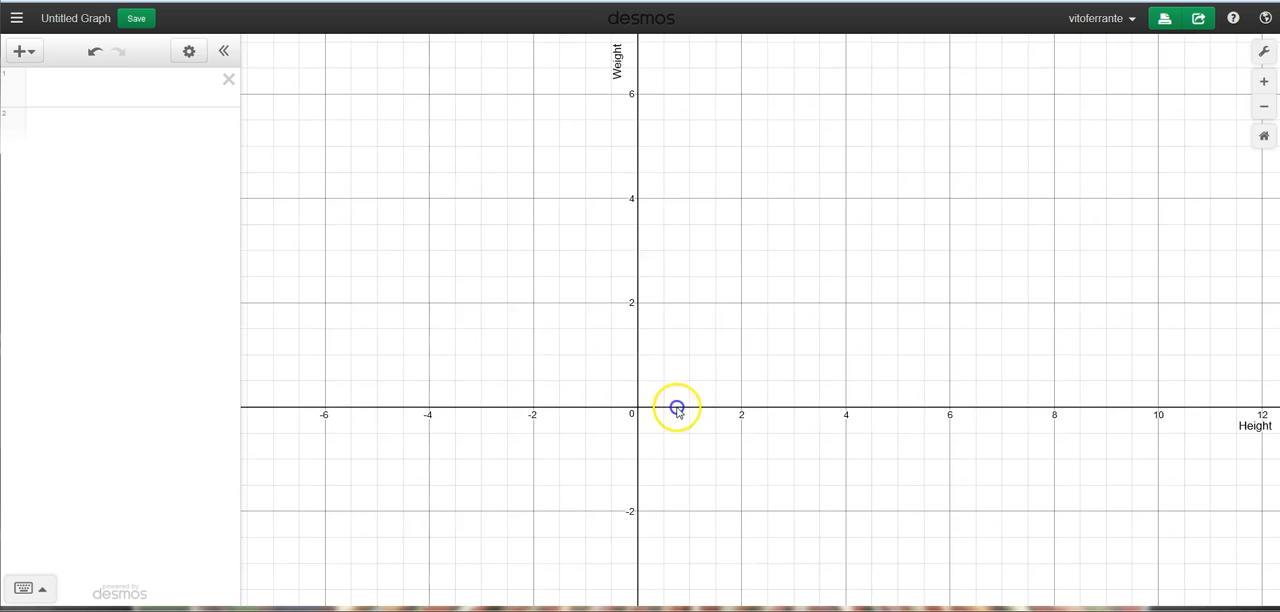 Untitled Graph
Save
desmos
vitoferrante
1
2
Weight
6
4
2
0
-2
-6
-4
-2
2
4
6
8
10
12
Height
powered by
desmos